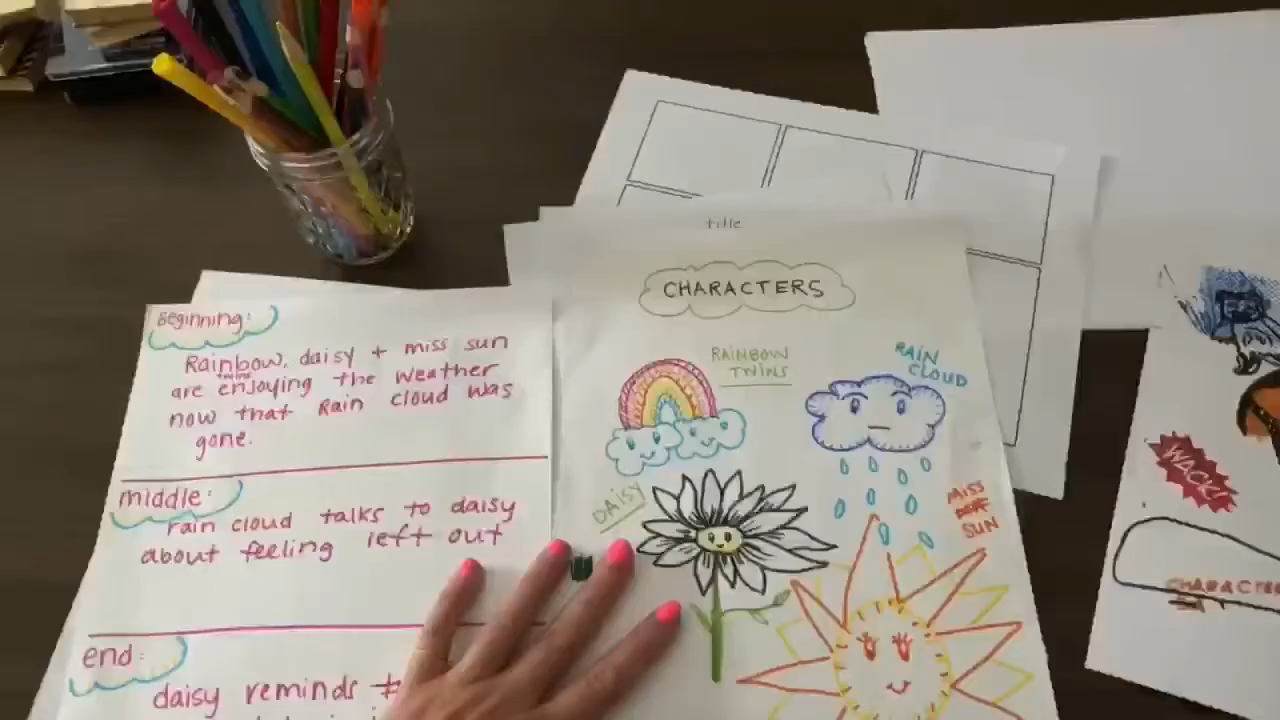 Beginning:
Rainbow, daisy + miss sun
twins
are enjoying the weather
now that Rain cloud was
gone.
middle:
rain cloud talks to daisy
about feeling left out
end:
daisy reminds
title
CHARACTERS
RAINBOW
TWINS
RAIN
CLOUD
DAISY
MISS
SUN
WACK!